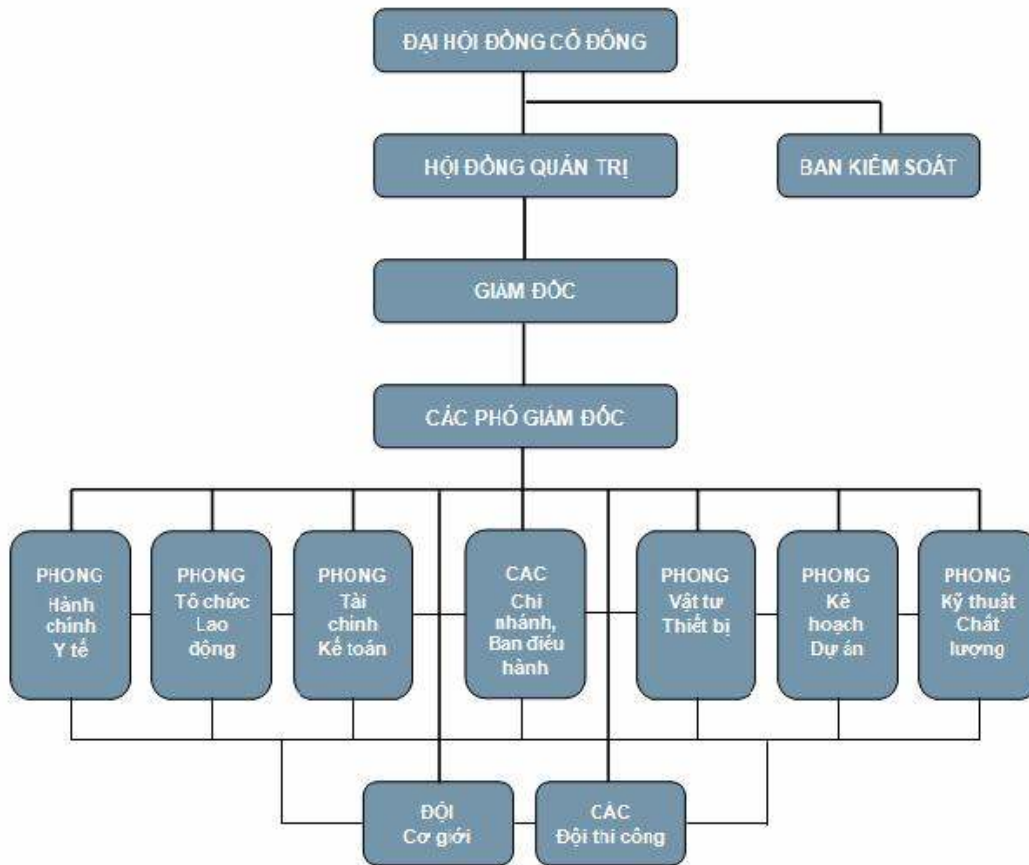 ĐẠI HỘI ĐỒNG CỔ ĐÔNG
HỘI ĐỒNG QUẢN TRỊ
BAN KIỂM SOÁT
GIÁM ĐỐC
CÁC PHÓ GIÁM ĐỐC
PHÒNG
Hành
chính
Y tế
PHÒNG
Tổ chức
Lao
động
PHÒNG
Tài
chính
Kế toán
CÁC
Chi
nhánh,
Ban điều
hành
PHÒNG
Vật tư
Thiết bị
PHÒNG
Kế
hoạch
Dự án
PHÒNG
Kỹ thuật
Chất
lượng
ĐỘI
Cơ giới
CÁC
Đội thi công